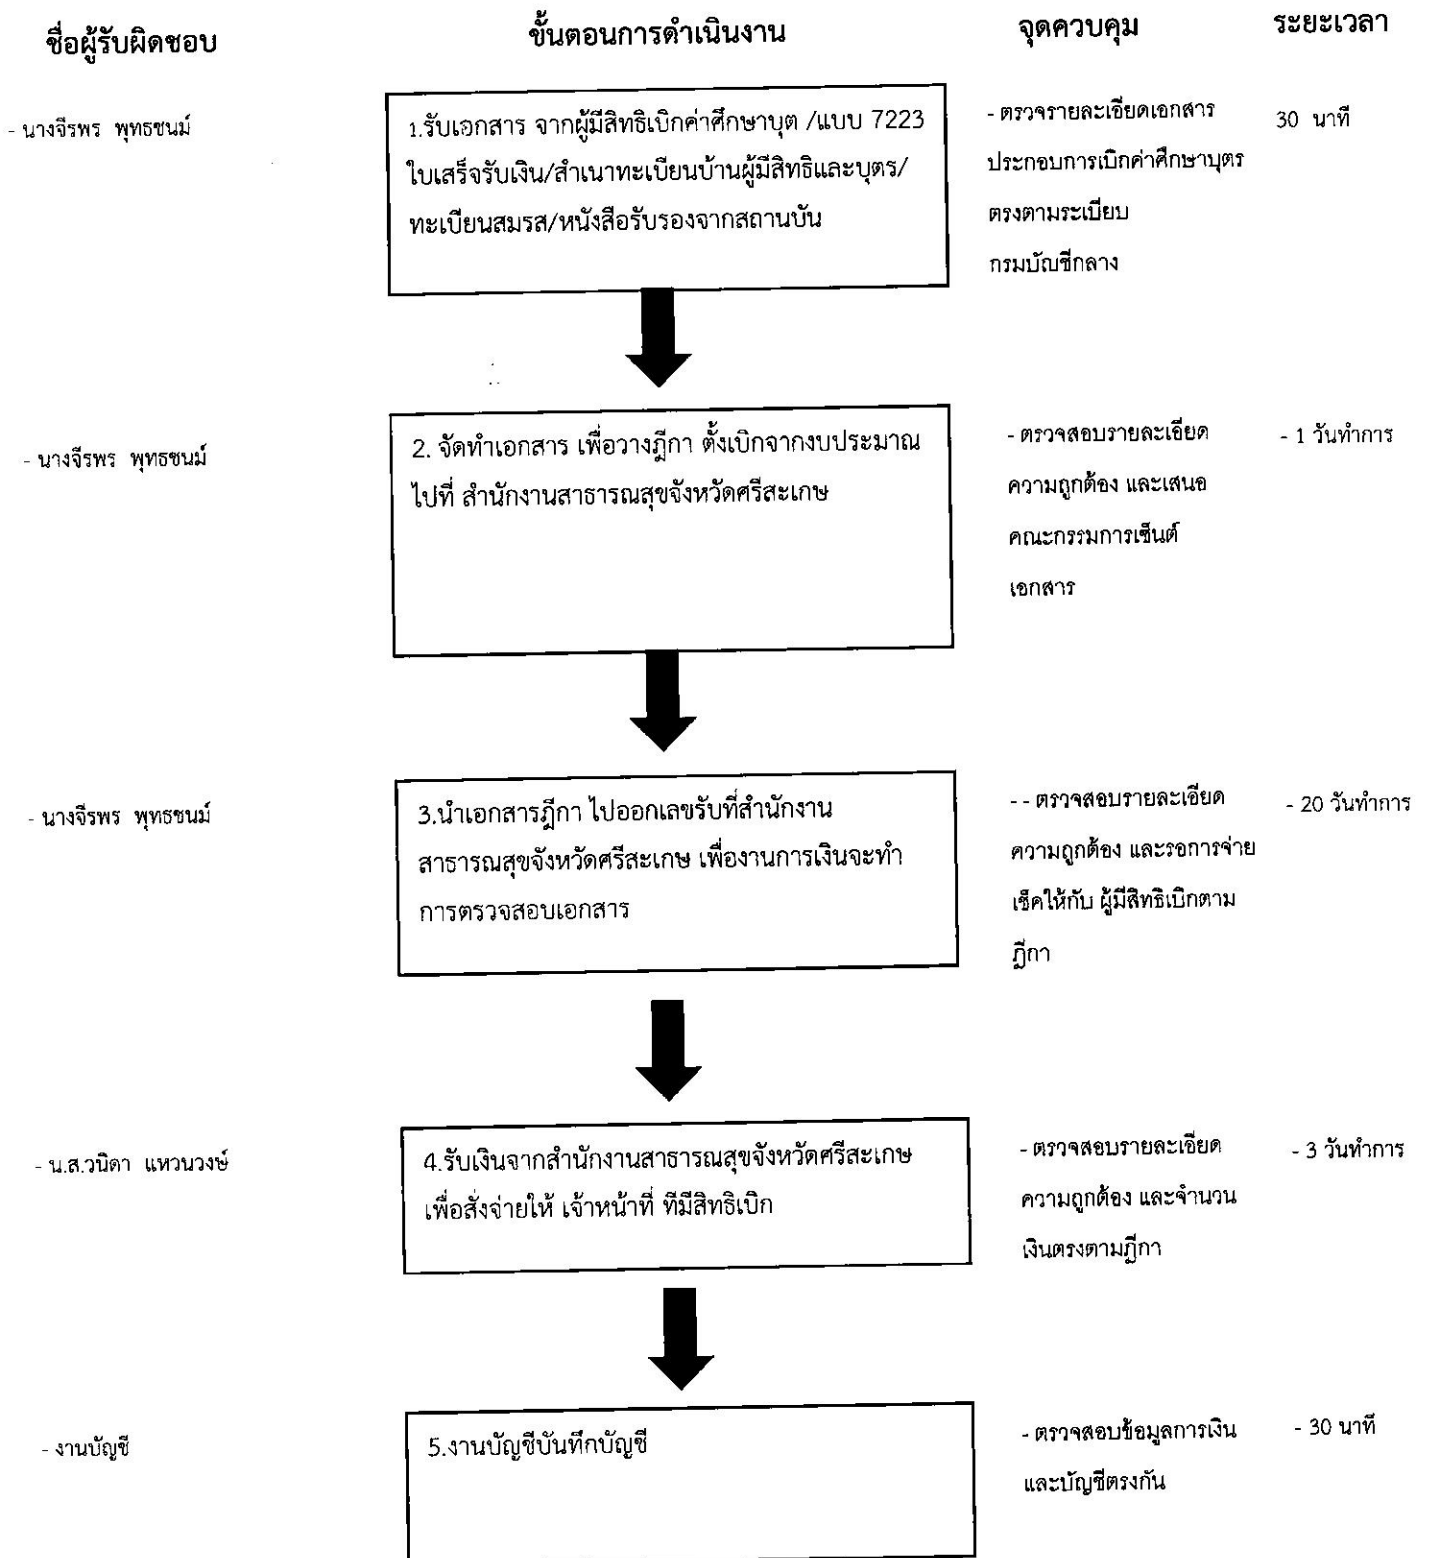 ชื่อผู้รับผิดชอบ
ขั้นตอนการดำเนินงาน
จุดควบคุม
ระยะเวลา
- นางจีรพร พุทธชนม์
1.รับเอกสาร จากผู้มีสิทธิเบิกค่าศึกษาบุต /แบบ 7223
ใบเสร็จรับเงิน/สำเนาทะเบียนบ้านผู้มีสิทธิและบุตร/
ทะเบียนสมรส/หนังสือรับรองจากสถานบัน
- ตรวจรายละเอียดเอกสาร
ประกอบการเบิกค่าศึกษาบุตร
ตรงตามระเบียบ
กรมบัญชีกลาง
30 นาที
- นางจีรพร พุทธชนม์
2. จัดทำเอกสาร เพื่อวางฎีกา ตั้งเบิกจากงบประมาณ
ไปที่ สำนักงานสาธารณสุขจังหวัดศรีสะเกษ
- ตรวจสอบรายละเอียด
ความถูกต้อง และเสนอ
คณะกรรมการเซ็นต์
เอกสาร
- 1 วันทำการ
- นางจีรพร พุทธชนม์
3.นำเอกสารฎีกา ไปออกเลขรับที่สำนักงาน
สาธารณสุขจังหวัดศรีสะเกษ เพื่องานการเงินจะทำ
การตรวจสอบเอกสาร
- - ตรวจสอบรายละเอียด
ความถูกต้อง และรอการจ่าย
เช็คให้กับ ผู้มีสิทธิเบิกตาม
ฎีกา
- 20 วันทำการ
- น.ส.วนิดา แหวนวงษ์
4.รับเงินจากสำนักงานสาธารณสุขจังหวัดศรีสะเกษ
เพื่อสั่งจ่ายให้ เจ้าหน้าที่ ทีมีสิทธิเบิก
- ตรวจสอบรายละเอียด
ความถูกต้อง และจำนวน
เงินตรงตามฎีกา
- 3 วันทำการ
- งานบัญชี
5.งานบัญชีบันทึกบัญชี
- ตรวจสอบข้อมูลการเงิน
และบัญชีตรงกัน
- 30 นาที